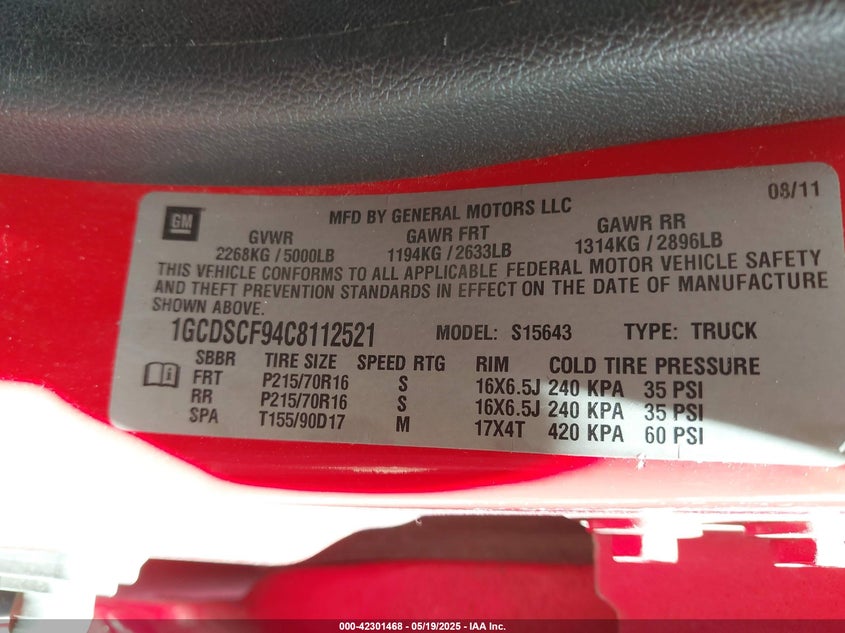 08/11
GM
MFD BY GENERAL MOTORS LLC
GVWR GAWR FRT GAWR RR
2268KG / 5000LB 1194KG / 2633LB 1314KG / 2896LB
THIS VEHICLE CONFORMS TO ALL APPLICABLE FEDERAL MOTOR VEHICLE SAFETY
AND THEFT PREVENTION STANDARDS IN EFFECT ON THE DATE OF MANUFACTURE
SHOWN ABOVE.
1GCDSCF94C8112521 MODEL: S15643 TYPE: TRUCK
SBBR TIRE SIZE SPEED RTG RIM COLD TIRE PRESSURE
FRT P215/70R16 S 16X6.5J 240 KPA 35 PSI
RR P215/70R16 S 16X6.5J 240 KPA 35 PSI
SPA T155/90D17 M 17X4T 420 KPA 60 PSI
000-42301468 - 05/19/2025 - IAA Inc.